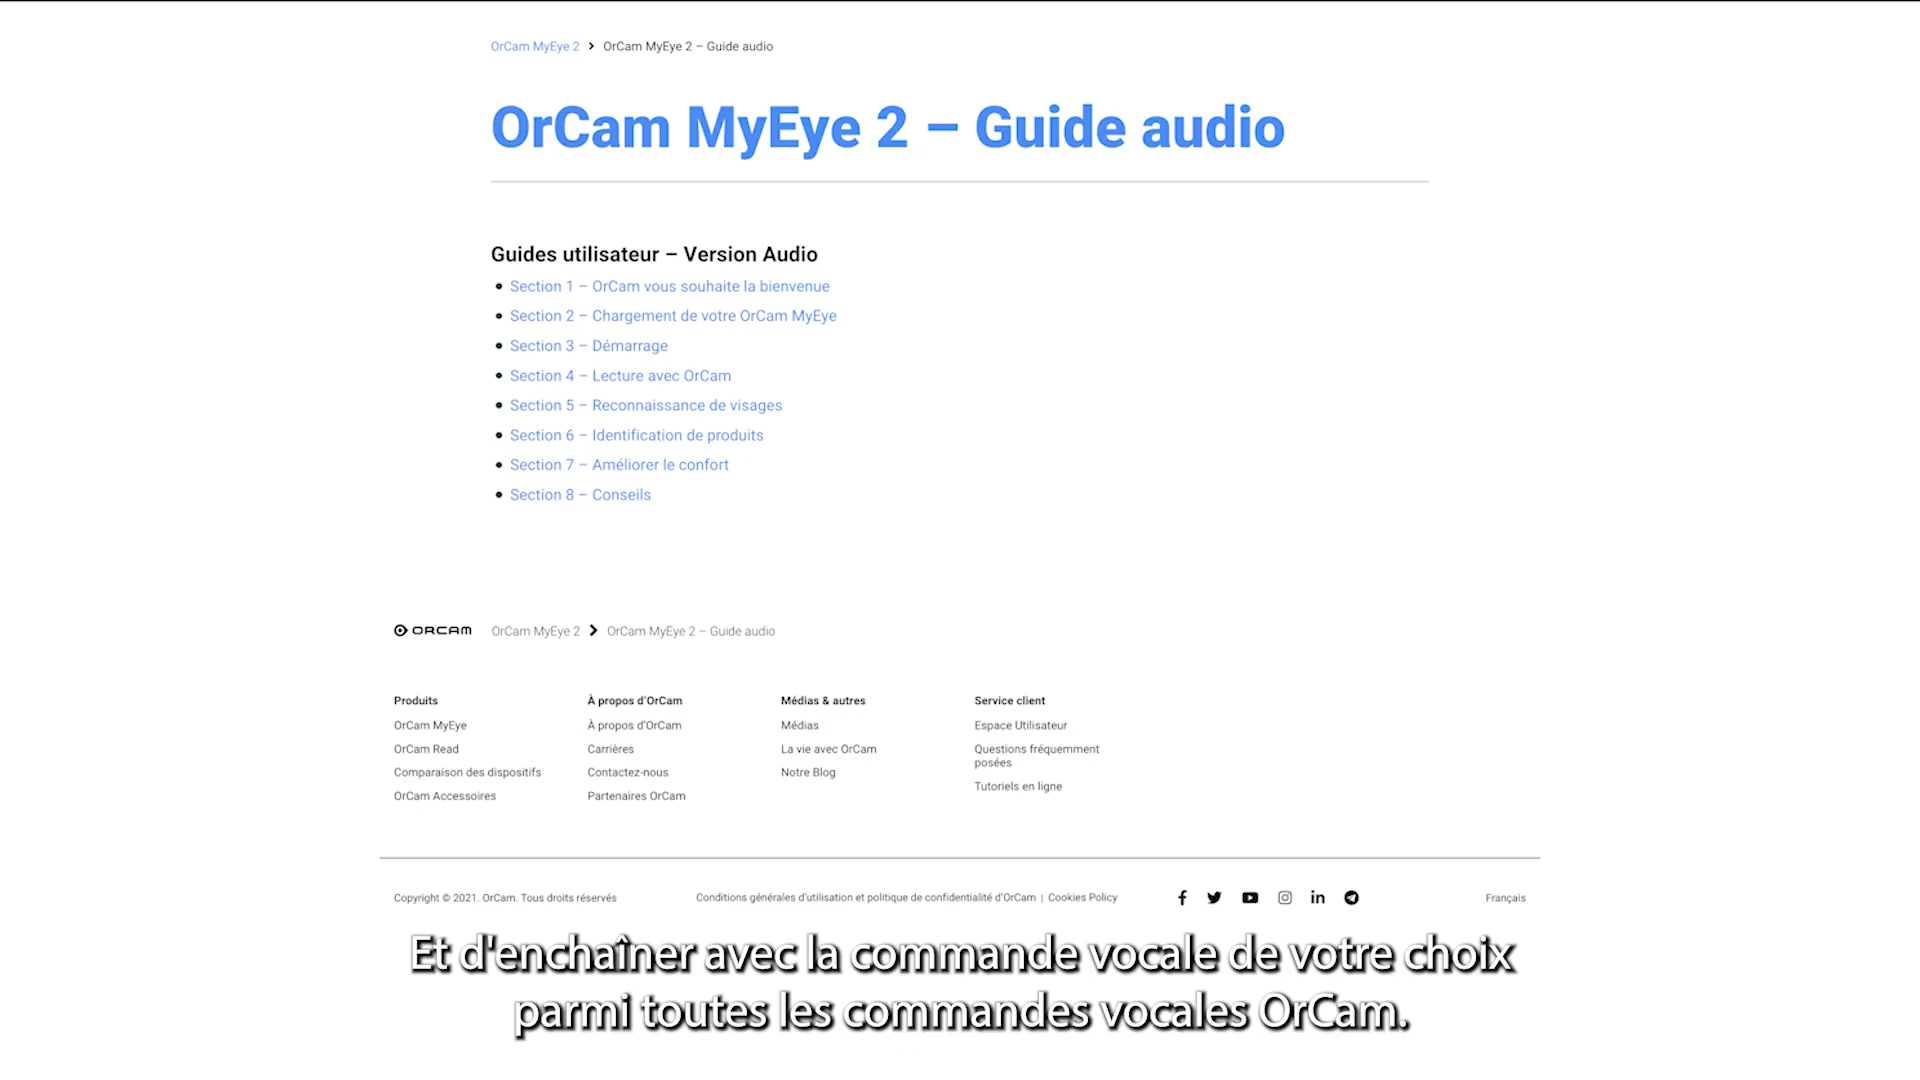 OrCam MyEye 2 > OrCam MyEye 2 – Guide audio
OrCam MyEye 2 – Guide audio
Guides utilisateur – Version Audio
• Section 1 – OrCam vous souhaite la bienvenue
• Section 2 – Chargement de votre OrCam MyEye
• Section 3 – Démarrage
• Section 4 – Lecture avec OrCam
• Section 5 – Reconnaissance de visages
• Section 6 – Identification de produits
• Section 7 – Améliorer le confort
• Section 8 – Conseils
ORCAM OrCam MyEye 2 > OrCam MyEye 2 – Guide audio
Produits
OrCam MyEye
OrCam Read
Comparaison des dispositifs
OrCam Accessoires
À propos d'OrCam
À propos d'OrCam
Carrières
Contactez-nous
Partenaires OrCam
Médias & autres
Médias
La vie avec OrCam
Notre Blog
Service client
Espace Utilisateur
Questions fréquemment
posées
Tutoriels en ligne
Copyright © 2021. OrCam. Tous droits réservés
Conditions générales d'utilisation et politique de confidentialité d'OrCam | Cookies Policy
Français
Et d'enchaîner avec la commande vocale de votre choix
parmi toutes les commandes vocales OrCam.